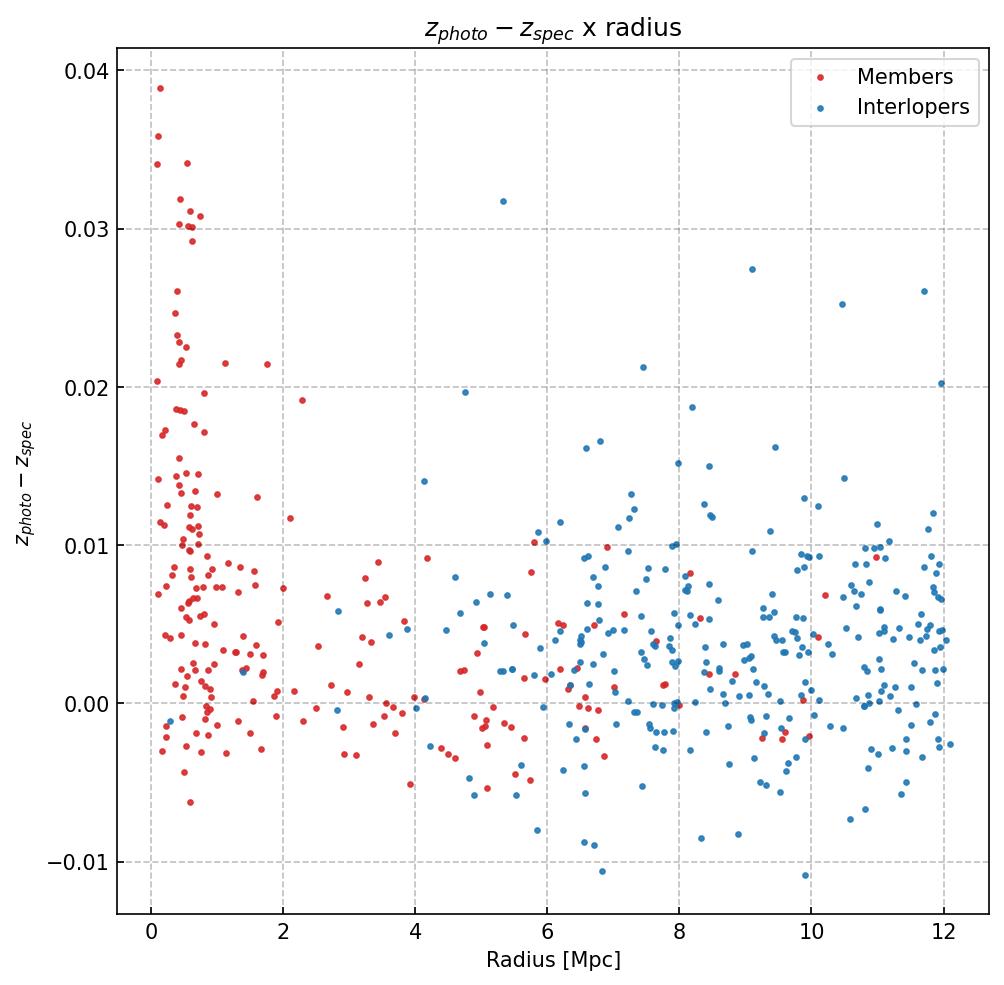 z_photo − z_spec x radius
Members
Interlopers
0.04
0.03
0.02
0.01
0.00
−0.01
z_photo − z_spec
0 2 4 6 8 10 12
Radius [Mpc]